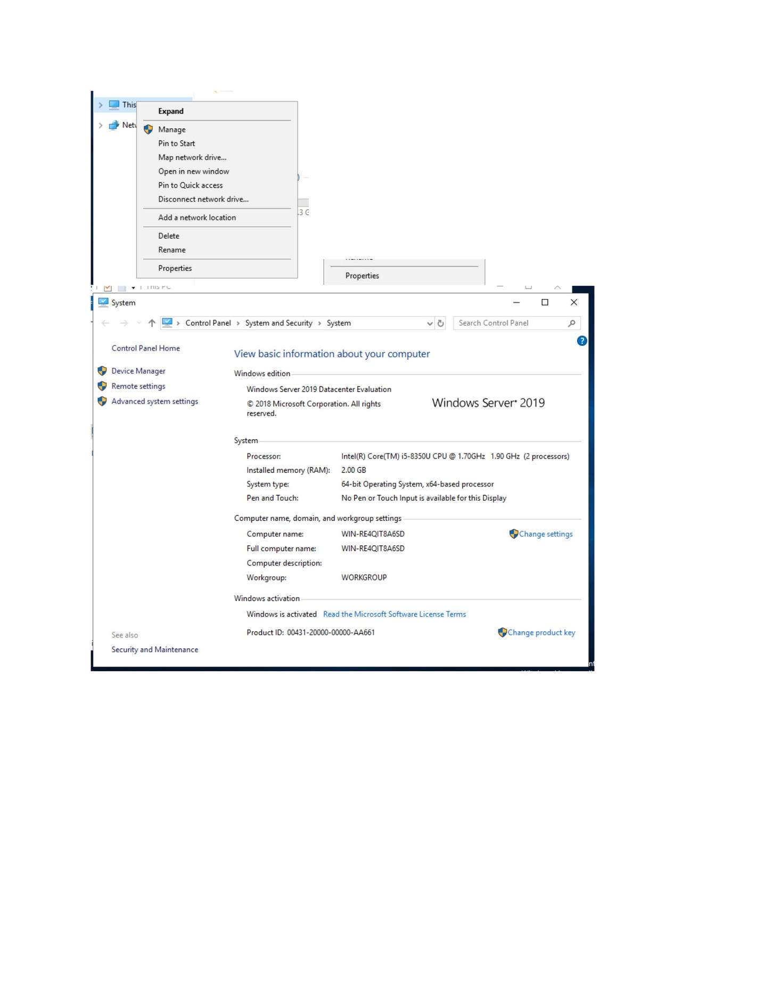 This
Expand
Netw
Manage
Pin to Start
Map network drive...
Open in new window
Pin to Quick access
Disconnect network drive...
.3 G
Add a network location
Delete
Rename
Properties
Rename
Properties
This PC
System
Control Panel > System and Security > System
Search Control Panel
?
Control Panel Home
Device Manager
Remote settings
Advanced system settings
View basic information about your computer
Windows edition
Windows Server 2019 Datacenter Evaluation
© 2018 Microsoft Corporation. All rights
reserved.
Windows Server® 2019
System
Processor: Intel(R) Core(TM) i5-8350U CPU @ 1.70GHz 1.90 GHz (2 processors)
Installed memory (RAM): 2.00 GB
System type: 64-bit Operating System, x64-based processor
Pen and Touch: No Pen or Touch Input is available for this Display
Computer name, domain, and workgroup settings
Computer name: WIN-RE4QIT8A6SD Change settings
Full computer name: WIN-RE4QIT8A6SD
Computer description:
Workgroup: WORKGROUP
Windows activation
Windows is activated Read the Microsoft Software License Terms
Product ID: 00431-20000-00000-AA661 Change product key
See also
Security and Maintenance